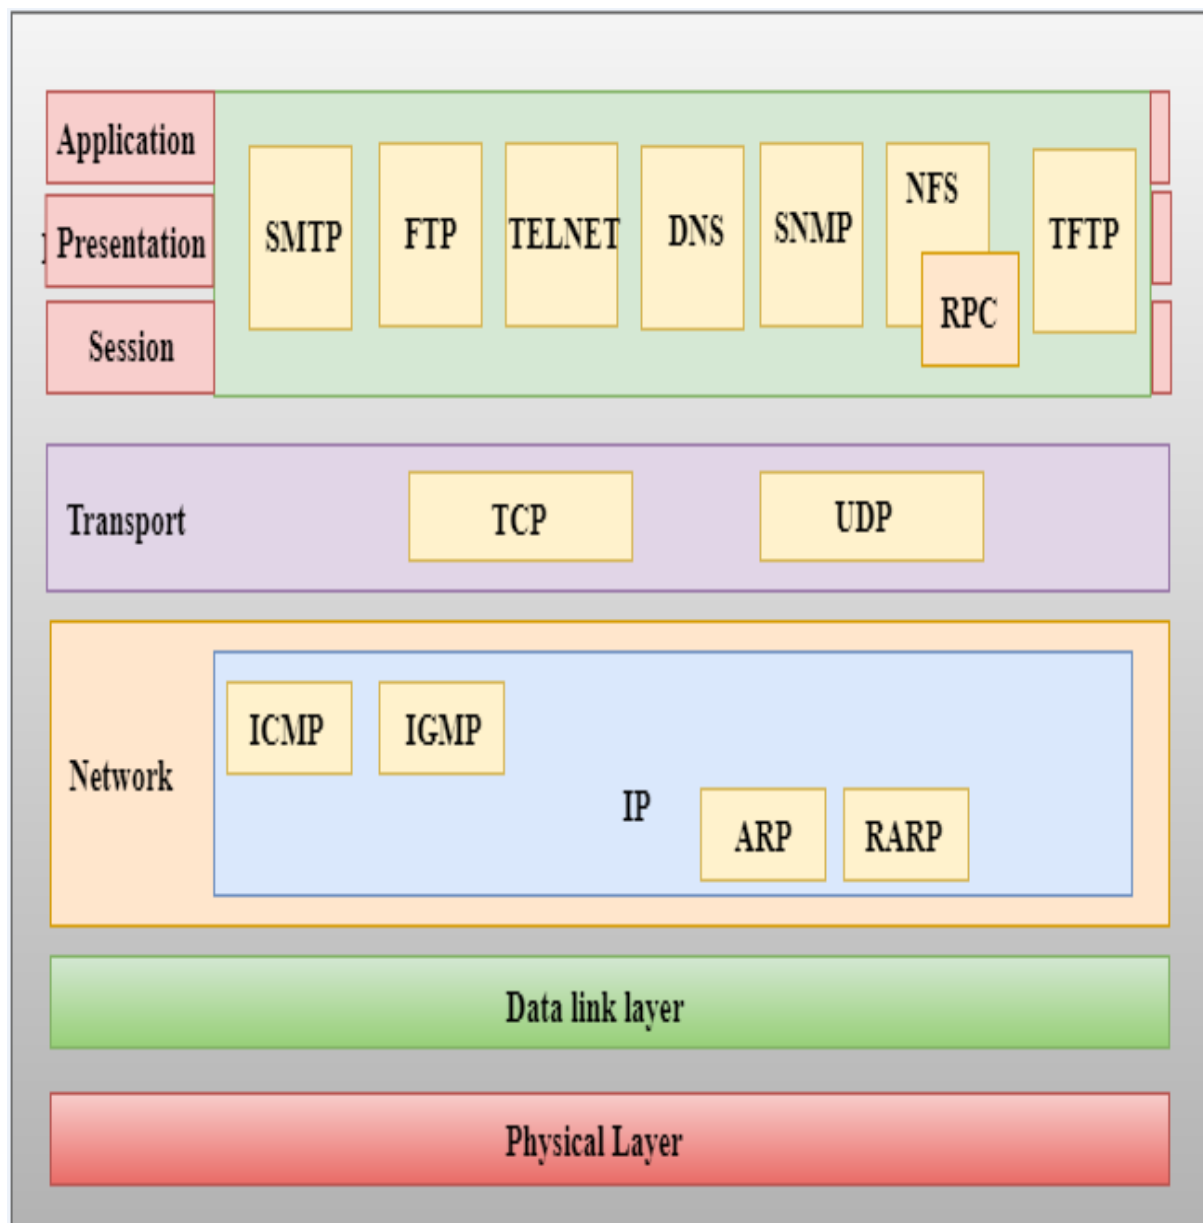 Application
Presentation
Session
SMTP
FTP
TELNET
DNS
SNMP
NFS
RPC
TFTP
Transport
TCP
UDP
Network
ICMP
IGMP
IP
ARP
RARP
Data link layer
Physical Layer